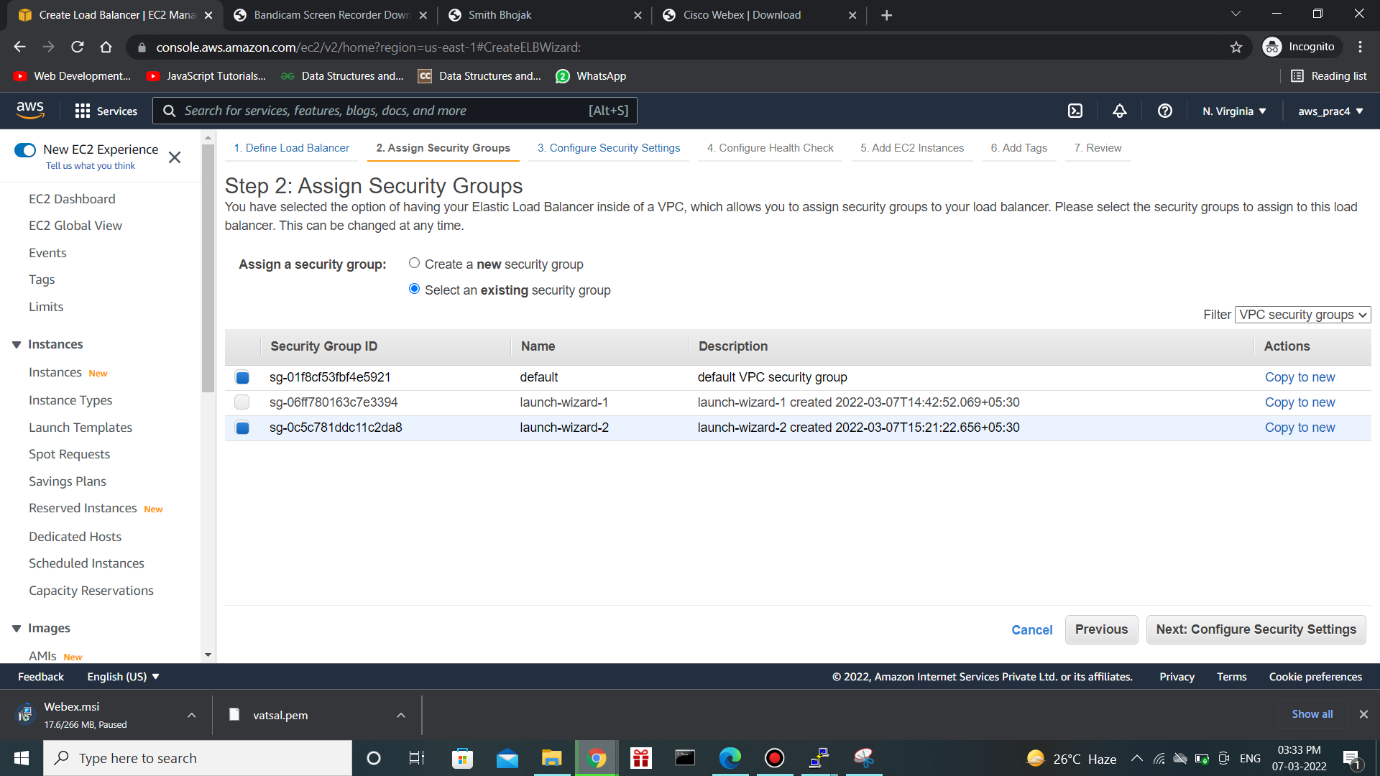 Create Load Balancer | EC2 Mana
Bandicam Screen Recorder Down
Smith Bhojak
Cisco Webex | Download
console.aws.amazon.com/ec2/v2/home?region=us-east-1#CreateELBWizard:
Incognito
Web Development...
JavaScript Tutorials...
Data Structures and...
CC Data Structures and...
2 WhatsApp
Reading list
aws
Services
Search for services, features, blogs, docs, and more [Alt+S]
N. Virginia
aws_prac4
New EC2 Experience
Tell us what you think
EC2 Dashboard
EC2 Global View
Events
Tags
Limits
Instances
Instances New
Instance Types
Launch Templates
Spot Requests
Savings Plans
Reserved Instances New
Dedicated Hosts
Scheduled Instances
Capacity Reservations
Images
AMIs New
1. Define Load Balancer 2. Assign Security Groups 3. Configure Security Settings 4. Configure Health Check 5. Add EC2 Instances 6. Add Tags 7. Review
Step 2: Assign Security Groups
You have selected the option of having your Elastic Load Balancer inside of a VPC, which allows you to assign security groups to your load balancer. Please select the security groups to assign to this load
balancer. This can be changed at any time.
Assign a security group: Create a new security group
Select an existing security group
Filter VPC security groups
Security Group ID Name Description Actions
sg-01f8cf53fbf4e5921 default default VPC security group Copy to new
sg-06ff780163c7e3394 launch-wizard-1 launch-wizard-1 created 2022-03-07T14:42:52.069+05:30 Copy to new
sg-0c5c781ddc11c2da8 launch-wizard-2 launch-wizard-2 created 2022-03-07T15:21:22.656+05:30 Copy to new
Cancel Previous Next: Configure Security Settings
Feedback English (US) © 2022, Amazon Internet Services Private Ltd. or its affiliates. Privacy Terms Cookie preferences
Webex.msi
17.6/266 MB, Paused
vatsal.pem
Show all
Type here to search
26°C Haze
ENG
03:33 PM
07-03-2022
1